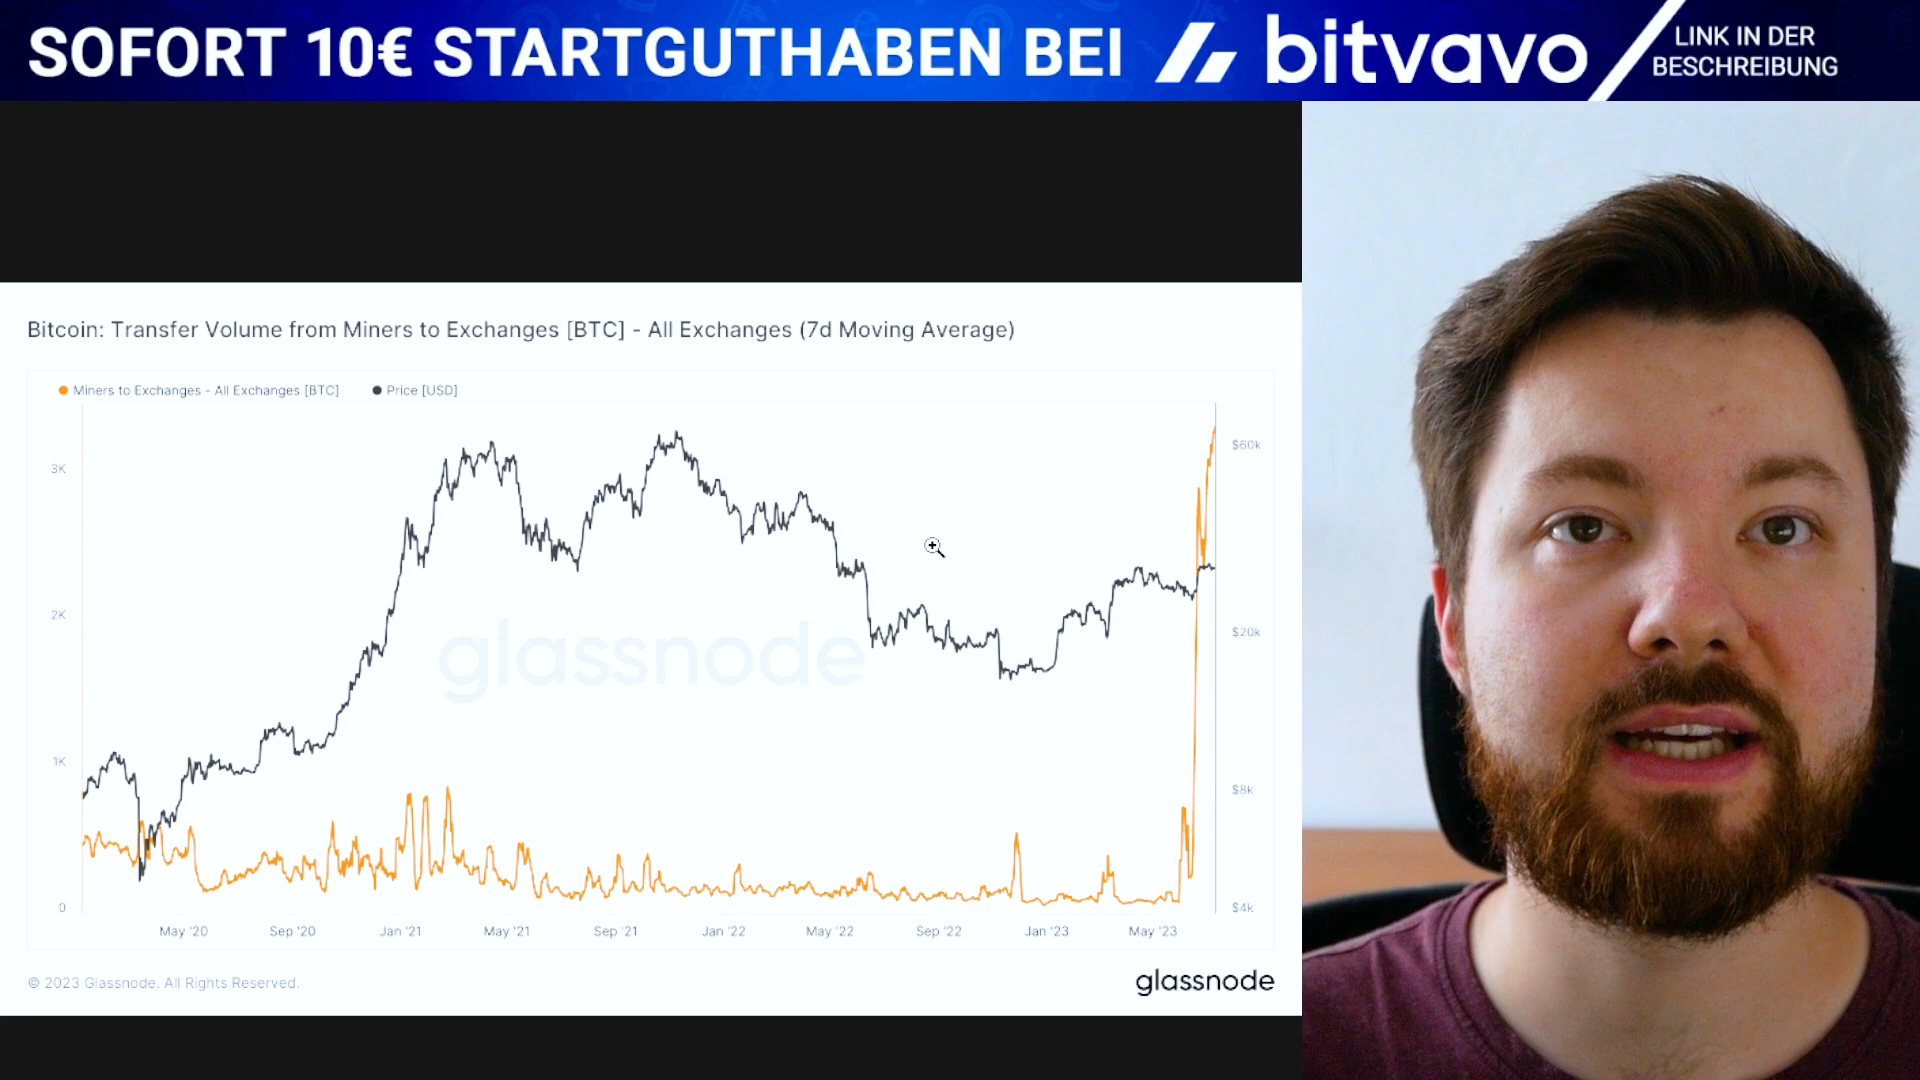 SOFORT 10€ STARTGUTHABEN BEI bitvavo
LINK IN DER
BESCHREIBUNG
Bitcoin: Transfer Volume from Miners to Exchanges [BTC] - All Exchanges (7d Moving Average)
Miners to Exchanges - All Exchanges [BTC] Price [USD]
3K
2K
1K
0
$60k
$20k
$8k
$4k
glassnode
May '20 Sep '20 Jan '21 May '21 Sep '21 Jan '22 May '22 Sep '22 Jan '23 May '23
© 2023 Glassnode. All Rights Reserved.
glassnode